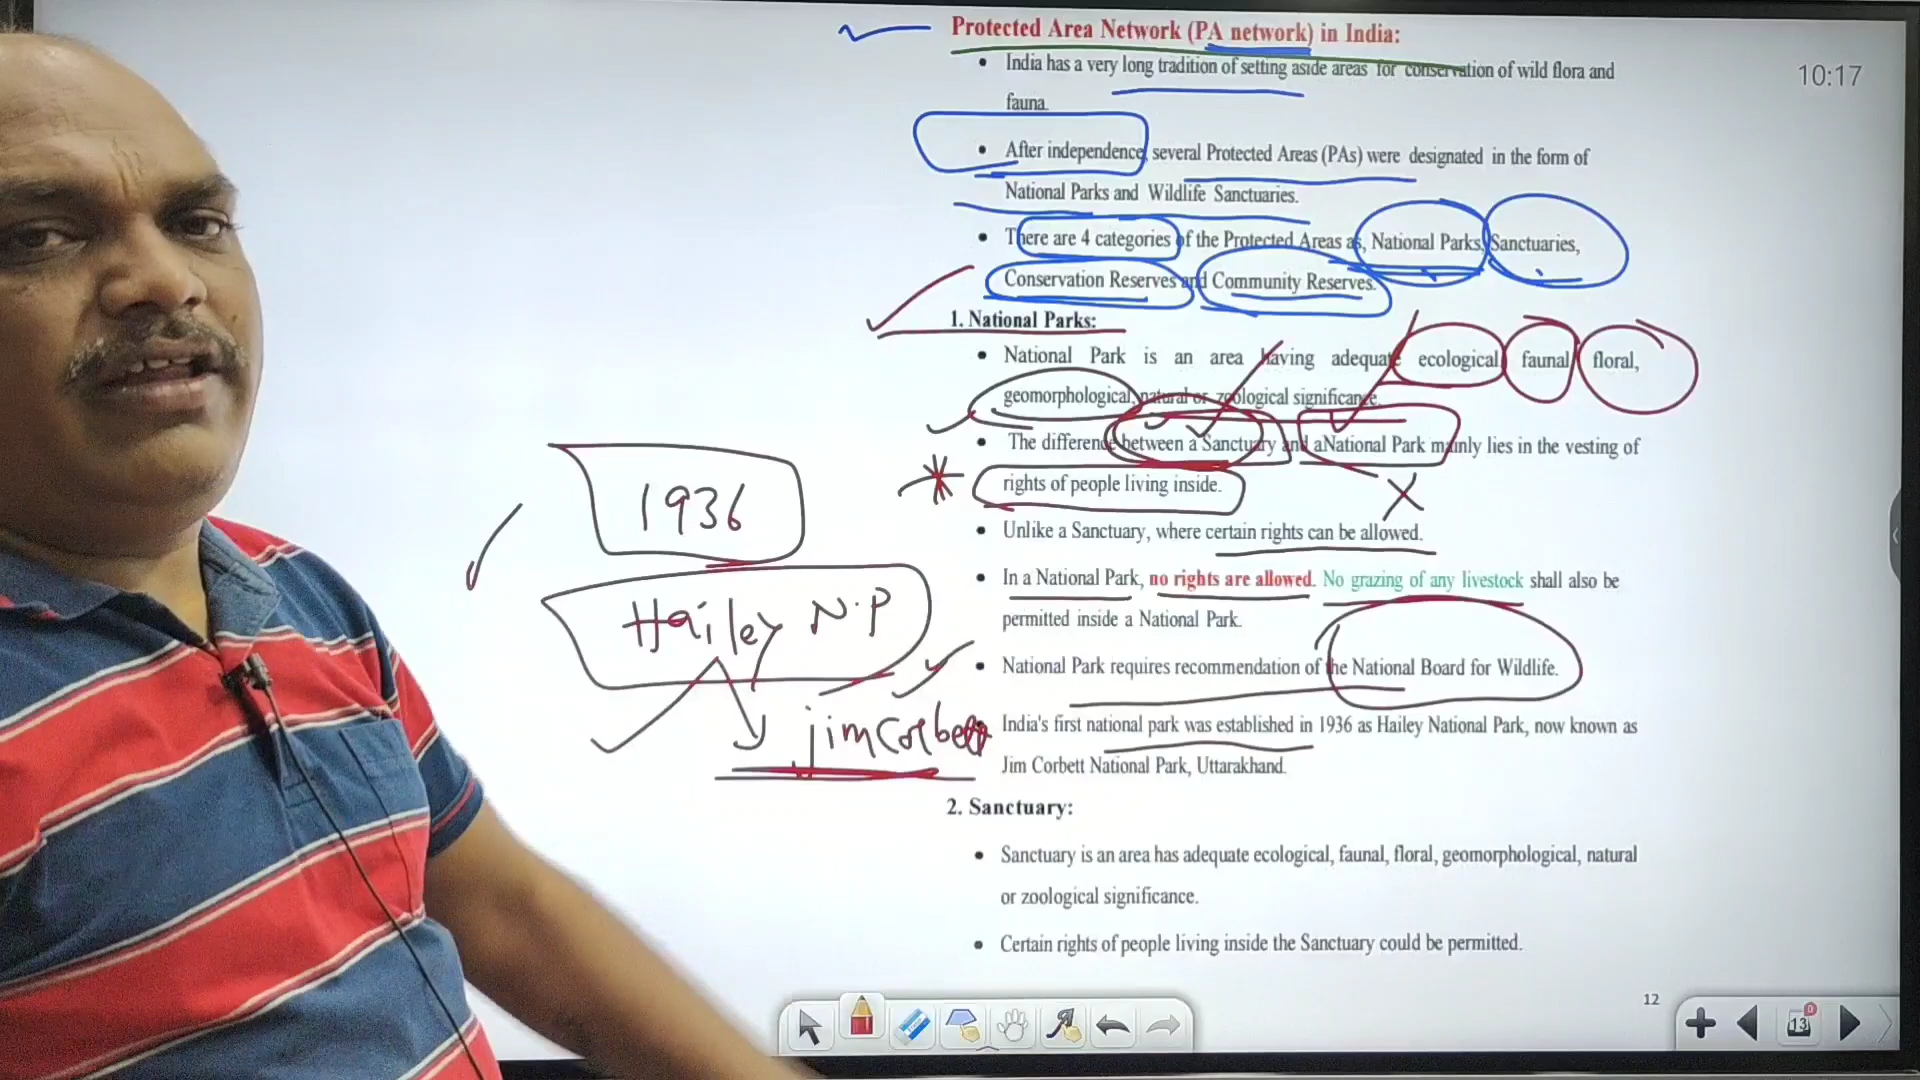 Protected Area Network (PA network) in India:
10:17
• India has a very long tradition of setting aside areas for conservation of wild flora and
fauna.
• After independence, several Protected Areas (PAs) were designated in the form of
National Parks and Wildlife Sanctuaries.
• There are 4 categories of the Protected Areas as, National Parks, Sanctuaries,
Conservation Reserves and Community Reserves.
1. National Parks:
• National Park is an area having adequate ecological, faunal, floral,
geomorphological, natural or zoological significance.
• The difference between a Sanctuary and aNational Park mainly lies in the vesting of
rights of people living inside.
• Unlike a Sanctuary, where certain rights can be allowed.
• In a National Park, no rights are allowed. No grazing of any livestock shall also be
permitted inside a National Park.
• National Park requires recommendation of the National Board for Wildlife.
• India's first national park was established in 1936 as Hailey National Park, now known as
Jim Corbett National Park, Uttarakhand.
2. Sanctuary:
• Sanctuary is an area has adequate ecological, faunal, floral, geomorphological, natural
or zoological significance.
• Certain rights of people living inside the Sanctuary could be permitted.
1936
Hailey N.P
jim Corbett
12
13
0